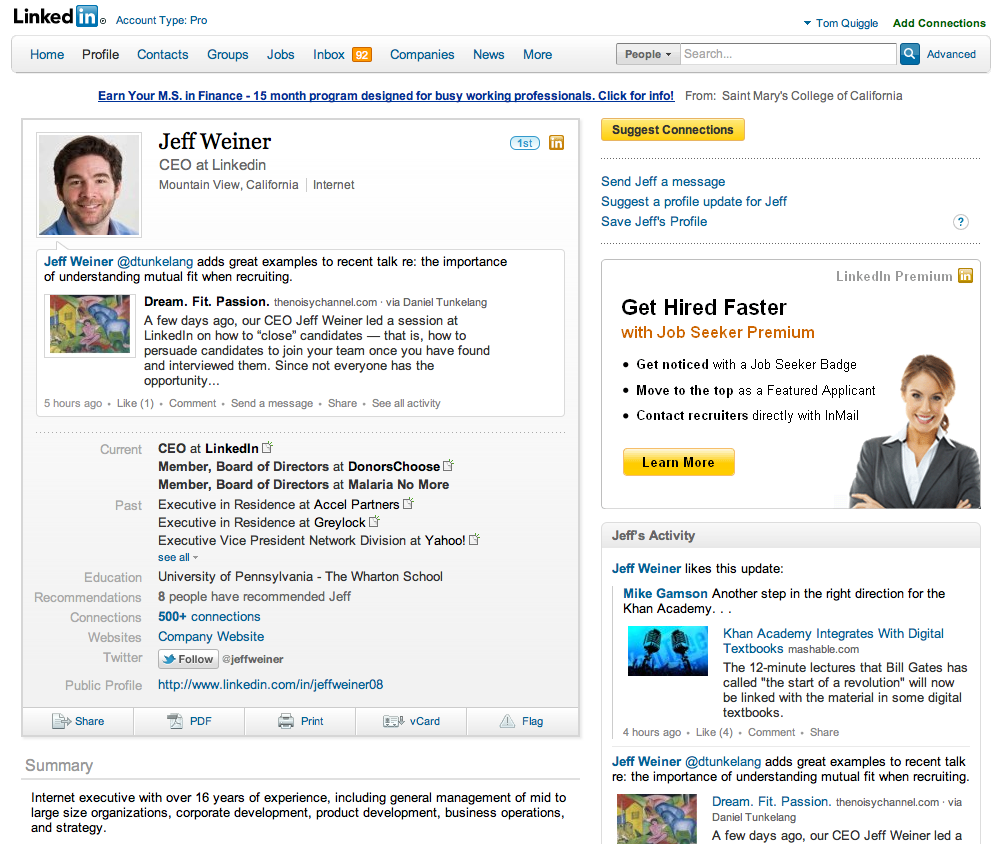 Linked in
Account Type: Pro
Tom Quiggle
Add Connections
Home Profile Contacts Groups Jobs Inbox 92 Companies News More
People Search... Advanced
Earn Your M.S. in Finance - 15 month program designed for busy working professionals. Click for info! From: Saint Mary's College of California
Jeff Weiner
1st in
CEO at Linkedin
Mountain View, California | Internet
Jeff Weiner @dtunkelang adds great examples to recent talk re: the importance
of understanding mutual fit when recruiting.
Dream. Fit. Passion. thenoisychannel.com · via Daniel Tunkelang
A few days ago, our CEO Jeff Weiner led a session at
LinkedIn on how to “close” candidates — that is, how to
persuade candidates to join your team once you have found
and interviewed them. Since not everyone has the
opportunity...
5 hours ago • Like (1) • Comment • Send a message • Share • See all activity
Current CEO at LinkedIn
Member, Board of Directors at DonorsChoose
Member, Board of Directors at Malaria No More
Past Executive in Residence at Accel Partners
Executive in Residence at Greylock
Executive Vice President Network Division at Yahoo!
see all
Education University of Pennsylvania - The Wharton School
Recommendations 8 people have recommended Jeff
Connections 500+ connections
Websites Company Website
Twitter Follow @jeffweiner
Public Profile http://www.linkedin.com/in/jeffweiner08
Share PDF Print vCard Flag
Summary
Internet executive with over 16 years of experience, including general management of mid to
large size organizations, corporate development, product development, business operations,
and strategy.
Suggest Connections
Send Jeff a message
Suggest a profile update for Jeff
Save Jeff's Profile ?
LinkedIn Premium in
Get Hired Faster
with Job Seeker Premium
• Get noticed with a Job Seeker Badge
• Move to the top as a Featured Applicant
• Contact recruiters directly with InMail
Learn More
Jeff's Activity
Jeff Weiner likes this update:
Mike Gamson Another step in the right direction for the
Khan Academy. . .
Khan Academy Integrates With Digital
Textbooks mashable.com
The 12-minute lectures that Bill Gates has
called "the start of a revolution" will now
be linked with the material in some digital
textbooks.
4 hours ago • Like (4) • Comment • Share
Jeff Weiner @dtunkelang adds great examples to recent talk
re: the importance of understanding mutual fit when recruiting.
Dream. Fit. Passion. thenoisychannel.com · via
Daniel Tunkelang
A few days ago, our CEO Jeff Weiner led a